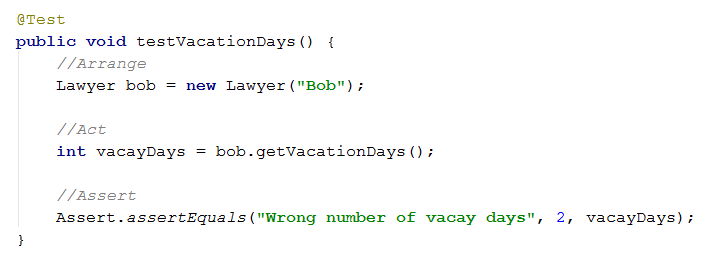 @Test
public void testVacationDays() {
//Arrange
Lawyer bob = new Lawyer("Bob");
//Act
int vacayDays = bob.getVacationDays();
//Assert
Assert.assertEquals("Wrong number of vacay days", 2, vacayDays);
}